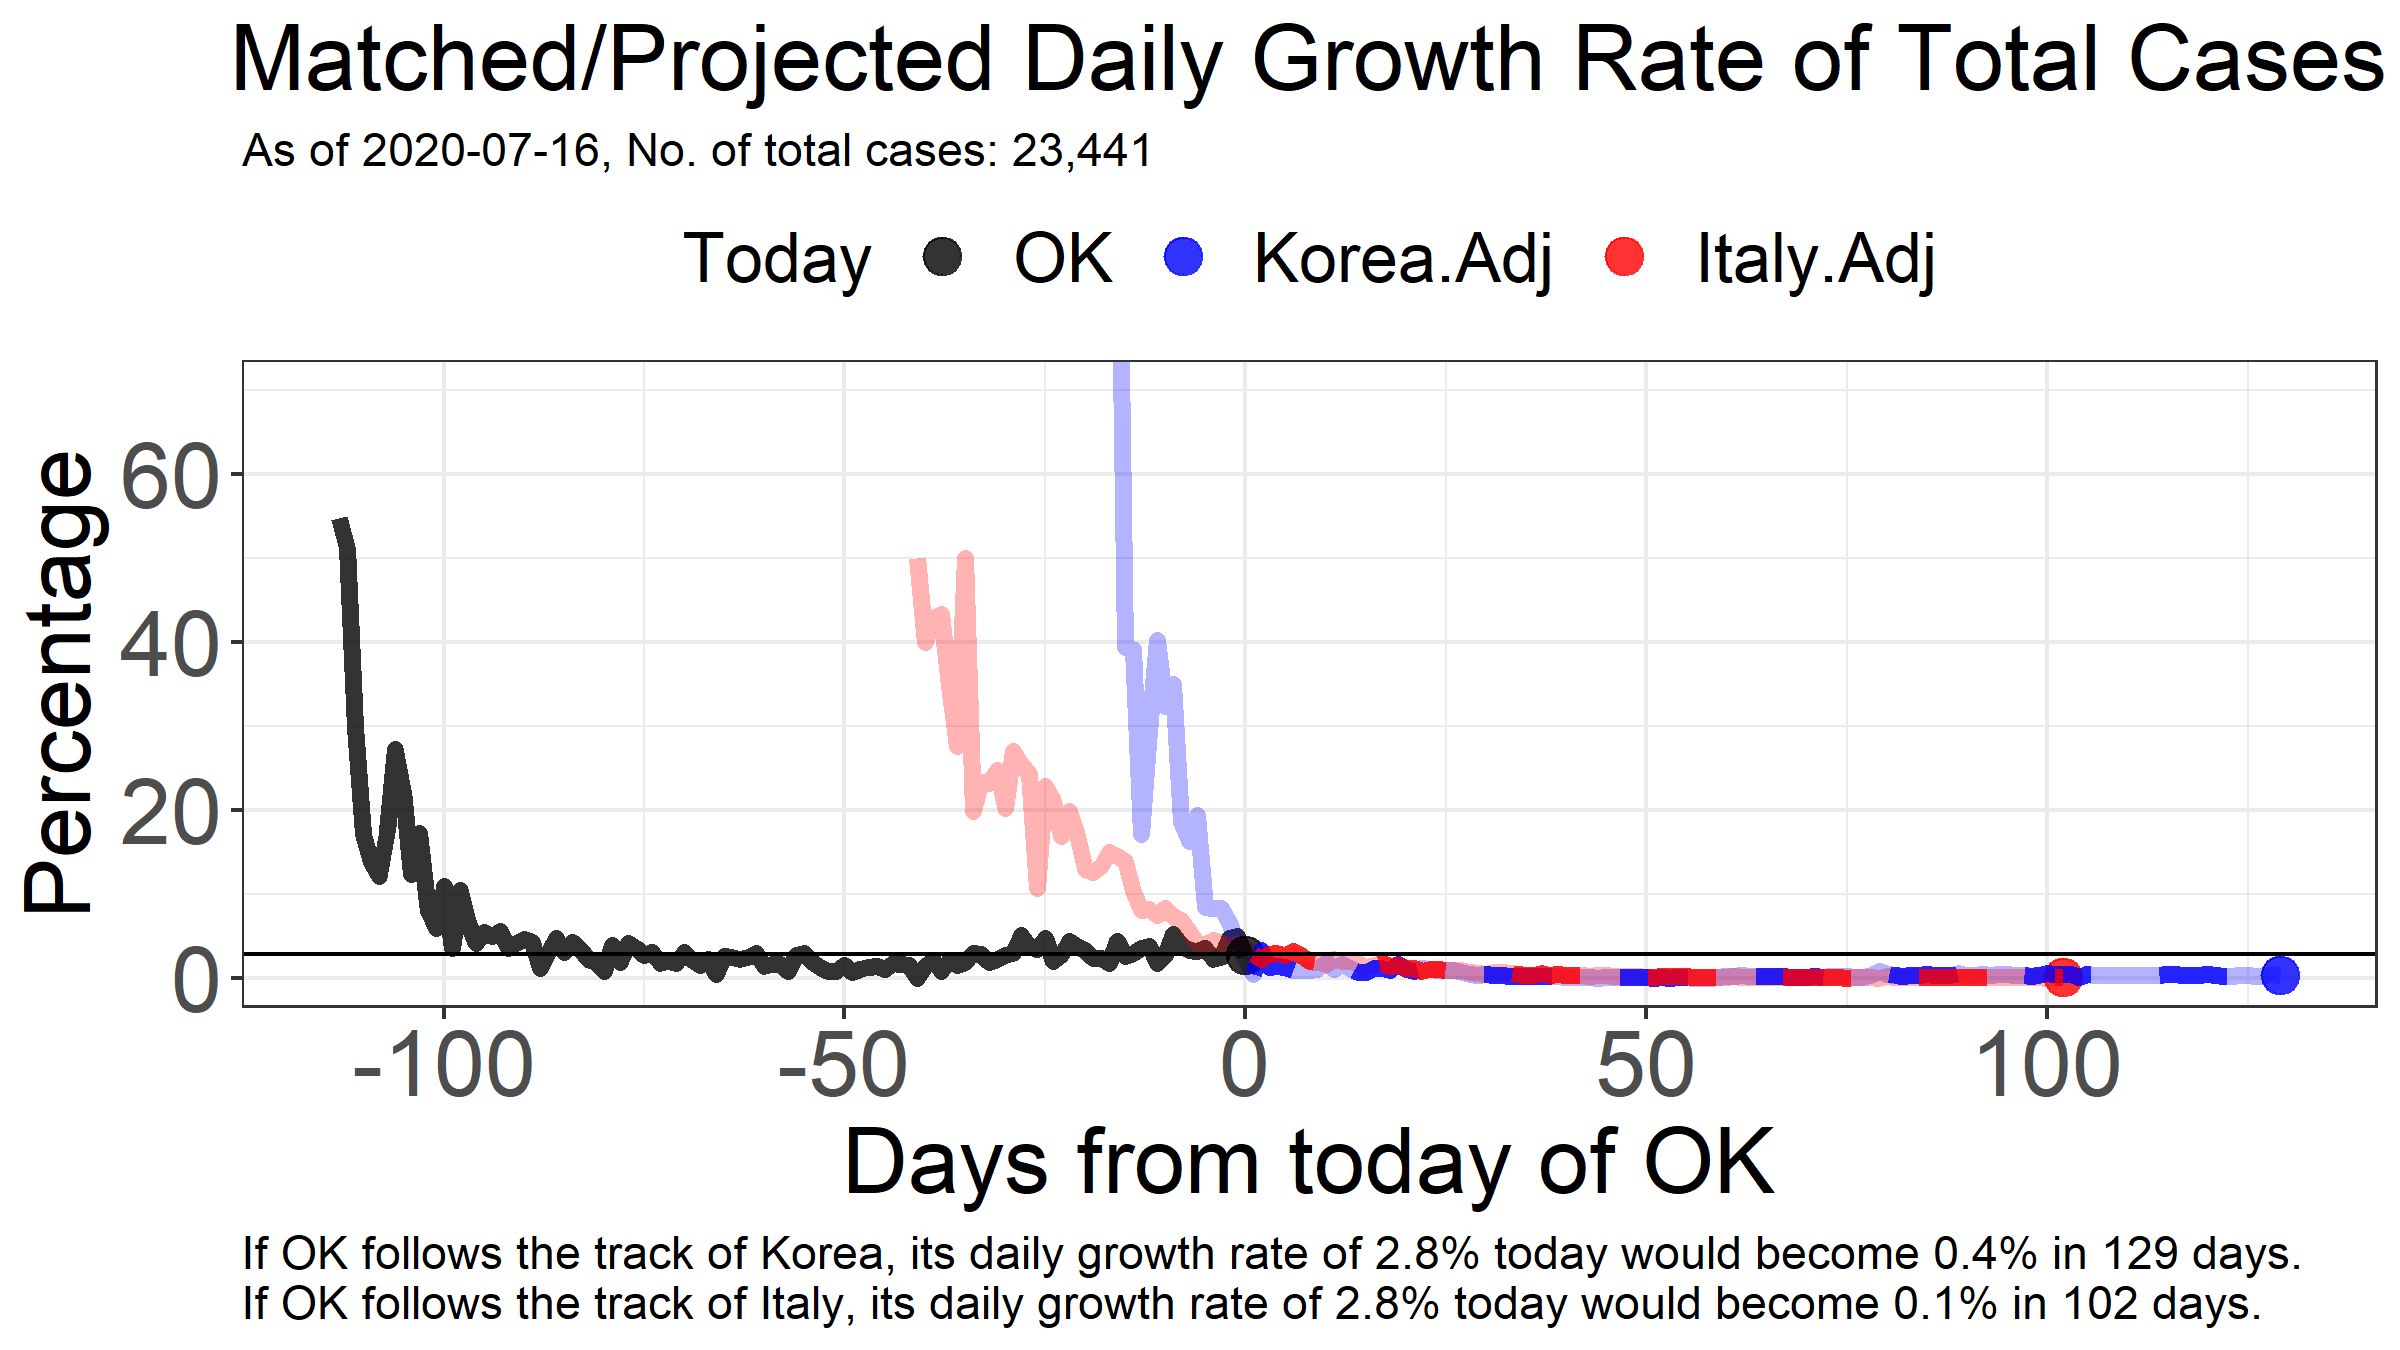 Matched/Projected Daily Growth Rate of Total Cases
As of 2020-07-16, No. of total cases: 23,441
Today OK Korea.Adj Italy.Adj
Percentage
60
40
20
0
-100 -50 0 50 100
Days from today of OK
If OK follows the track of Korea, its daily growth rate of 2.8% today would become 0.4% in 129 days.
If OK follows the track of Italy, its daily growth rate of 2.8% today would become 0.1% in 102 days.